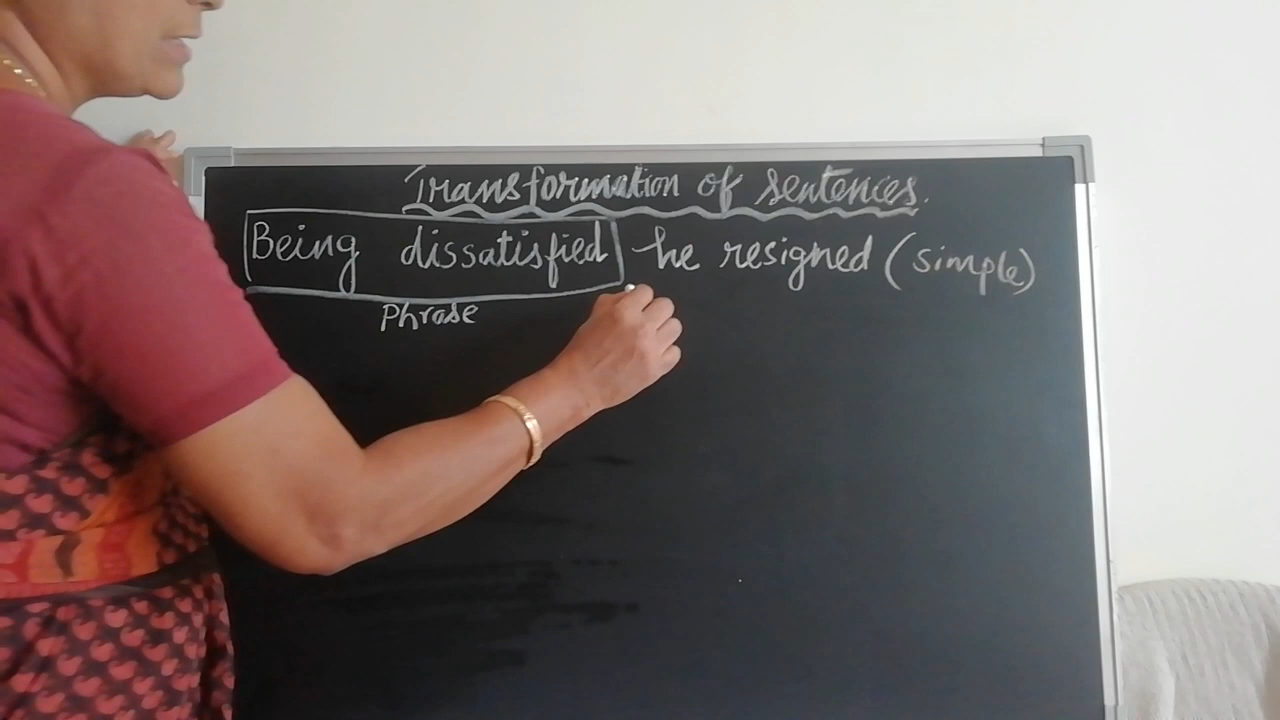 Transformation of sentences.
Being dissatisfied he resigned (simple)
Phrase